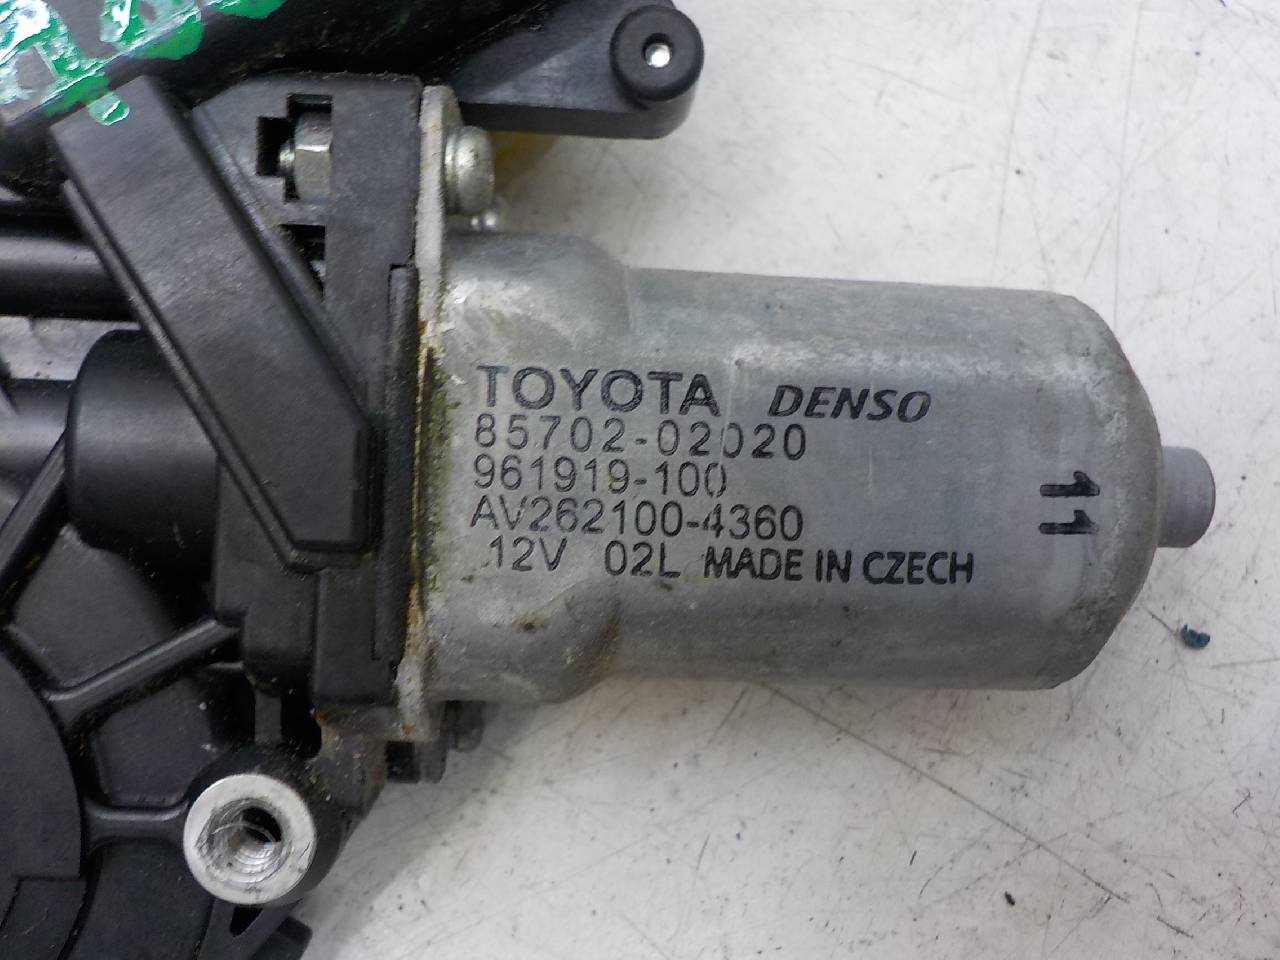 TOYOTA DENSO
85702-02020
961919-100
AV262100-4360
12V 02L MADE IN CZECH
11